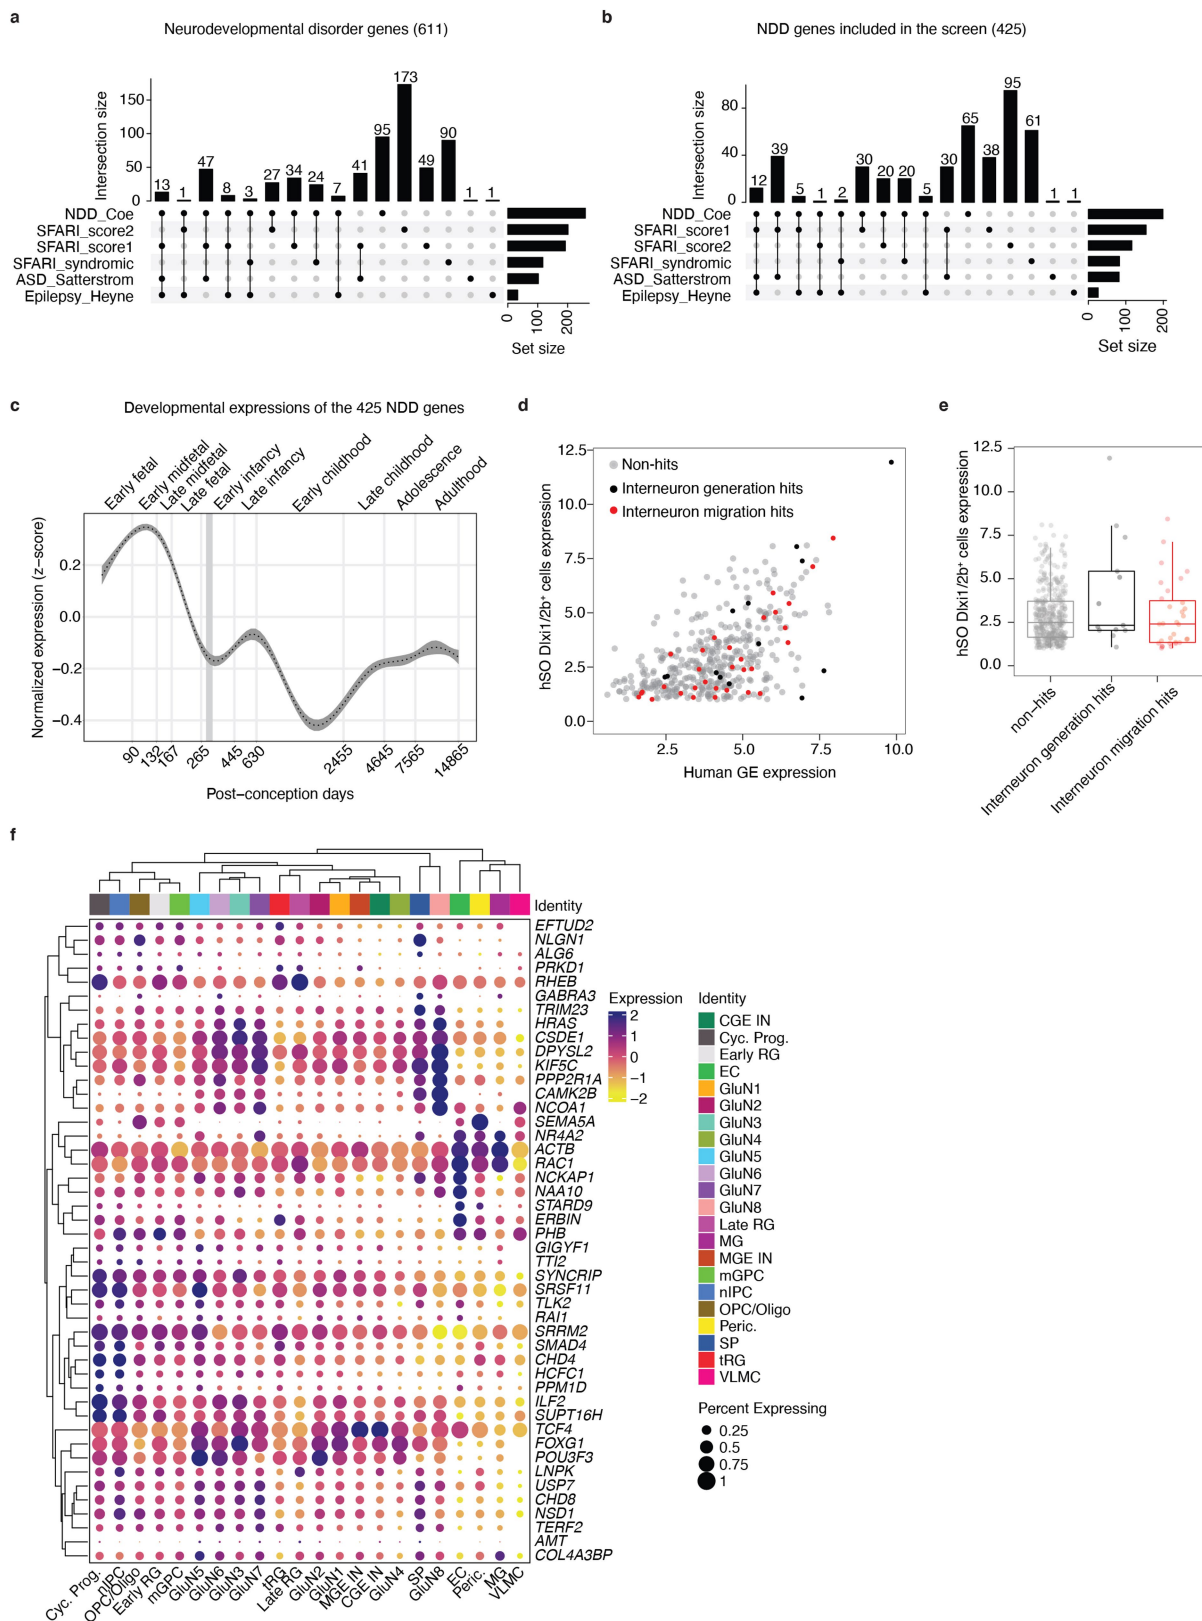 a
Neurodevelopmental disorder genes (611)
Intersection size
150
100
50
0
13
1
47
8
3
27
34
24
7
41
95
173
49
90
1
1
NDD_Coe
SFARI_score2
SFARI_score1
SFARI_syndromic
ASD_Satterstrom
Epilepsy_Heyne
0
100
200
Set size
b
NDD genes included in the screen (425)
Intersection size
80
40
0
12
39
5
1
2
30
20
20
5
30
65
38
95
61
1
1
NDD_Coe
SFARI_score1
SFARI_score2
SFARI_syndromic
ASD_Satterstrom
Epilepsy_Heyne
0
100
200
Set size
c
Developmental expressions of the 425 NDD genes
Early fetal
Early midfetal
Late midfetal
Late fetal
Early infancy
Late infancy
Early childhood
Late childhood
Adolescence
Adulthood
Normalized expression (z−score)
0.2
0.0
−0.2
−0.4
90
132
167
265
445
630
2455
4645
7565
14865
Post−conception days
d
hSO Dlxi1/2b⁺ cells expression
12.5
10.0
7.5
5.0
2.5
0.0
Non-hits
Interneuron generation hits
Interneuron migration hits
2.5
5.0
7.5
10.0
Human GE expression
e
hSO Dlxi1/2b⁺ cells expression
12.5
10.0
7.5
5.0
2.5
0.0
non−hits
Interneuron generation hits
Interneuron migration hits
f
Identity
EFTUD2
NLGN1
ALG6
PRKD1
RHEB
GABRA3
TRIM23
HRAS
CSDE1
DPYSL2
KIF5C
PPP2R1A
CAMK2B
NCOA1
SEMA5A
NR4A2
ACTB
RAC1
NCKAP1
NAA10
STARD9
ERBIN
PHB
GIGYF1
TTI2
SYNCRIP
SRSF11
TLK2
RAI1
SRRM2
SMAD4
CHD4
HCFC1
PPM1D
ILF2
SUPT16H
TCF4
FOXG1
POU3F3
LNPK
USP7
CHD8
NSD1
TERF2
AMT
COL4A3BP
Cyc. Prog.
nIPC
OPC/Oligo
Early RG
mGPC
GluN5
GluN6
GluN3
GluN7
tRG
Late RG
GluN2
GluN1
MGE IN
CGE IN
GluN4
SP
GluN8
EC
Peric.
MG
VLMC
Expression
2
1
0
−1
−2
Identity
CGE IN
Cyc. Prog.
Early RG
EC
GluN1
GluN2
GluN3
GluN4
GluN5
GluN6
GluN7
GluN8
Late RG
MG
MGE IN
mGPC
nIPC
OPC/Oligo
Peric.
SP
tRG
VLMC
Percent Expressing
0.25
0.5
0.75
1